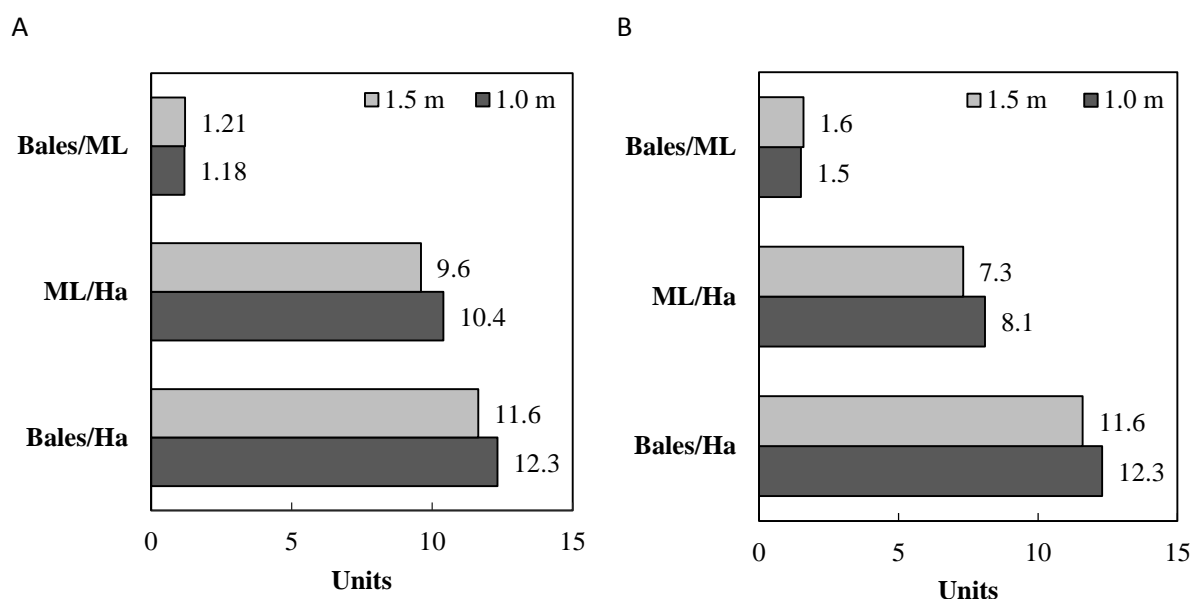 A
1.5 m 1.0 m
Bales/ML
1.21
1.18
ML/Ha
9.6
10.4
Bales/Ha
11.6
12.3
0 5 10 15
Units
B
1.5 m 1.0 m
Bales/ML
1.6
1.5
ML/Ha
7.3
8.1
Bales/Ha
11.6
12.3
0 5 10 15
Units